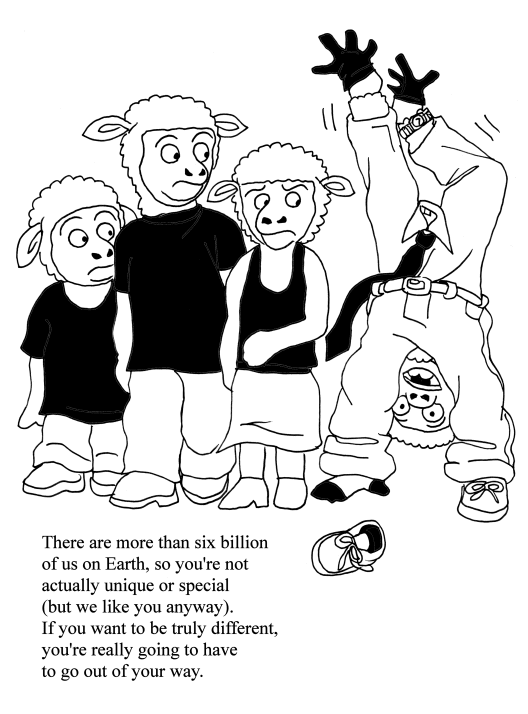 There are more than six billion
of us on Earth, so you're not
actually unique or special
(but we like you anyway).
If you want to be truly different,
you're really going to have
to go out of your way.